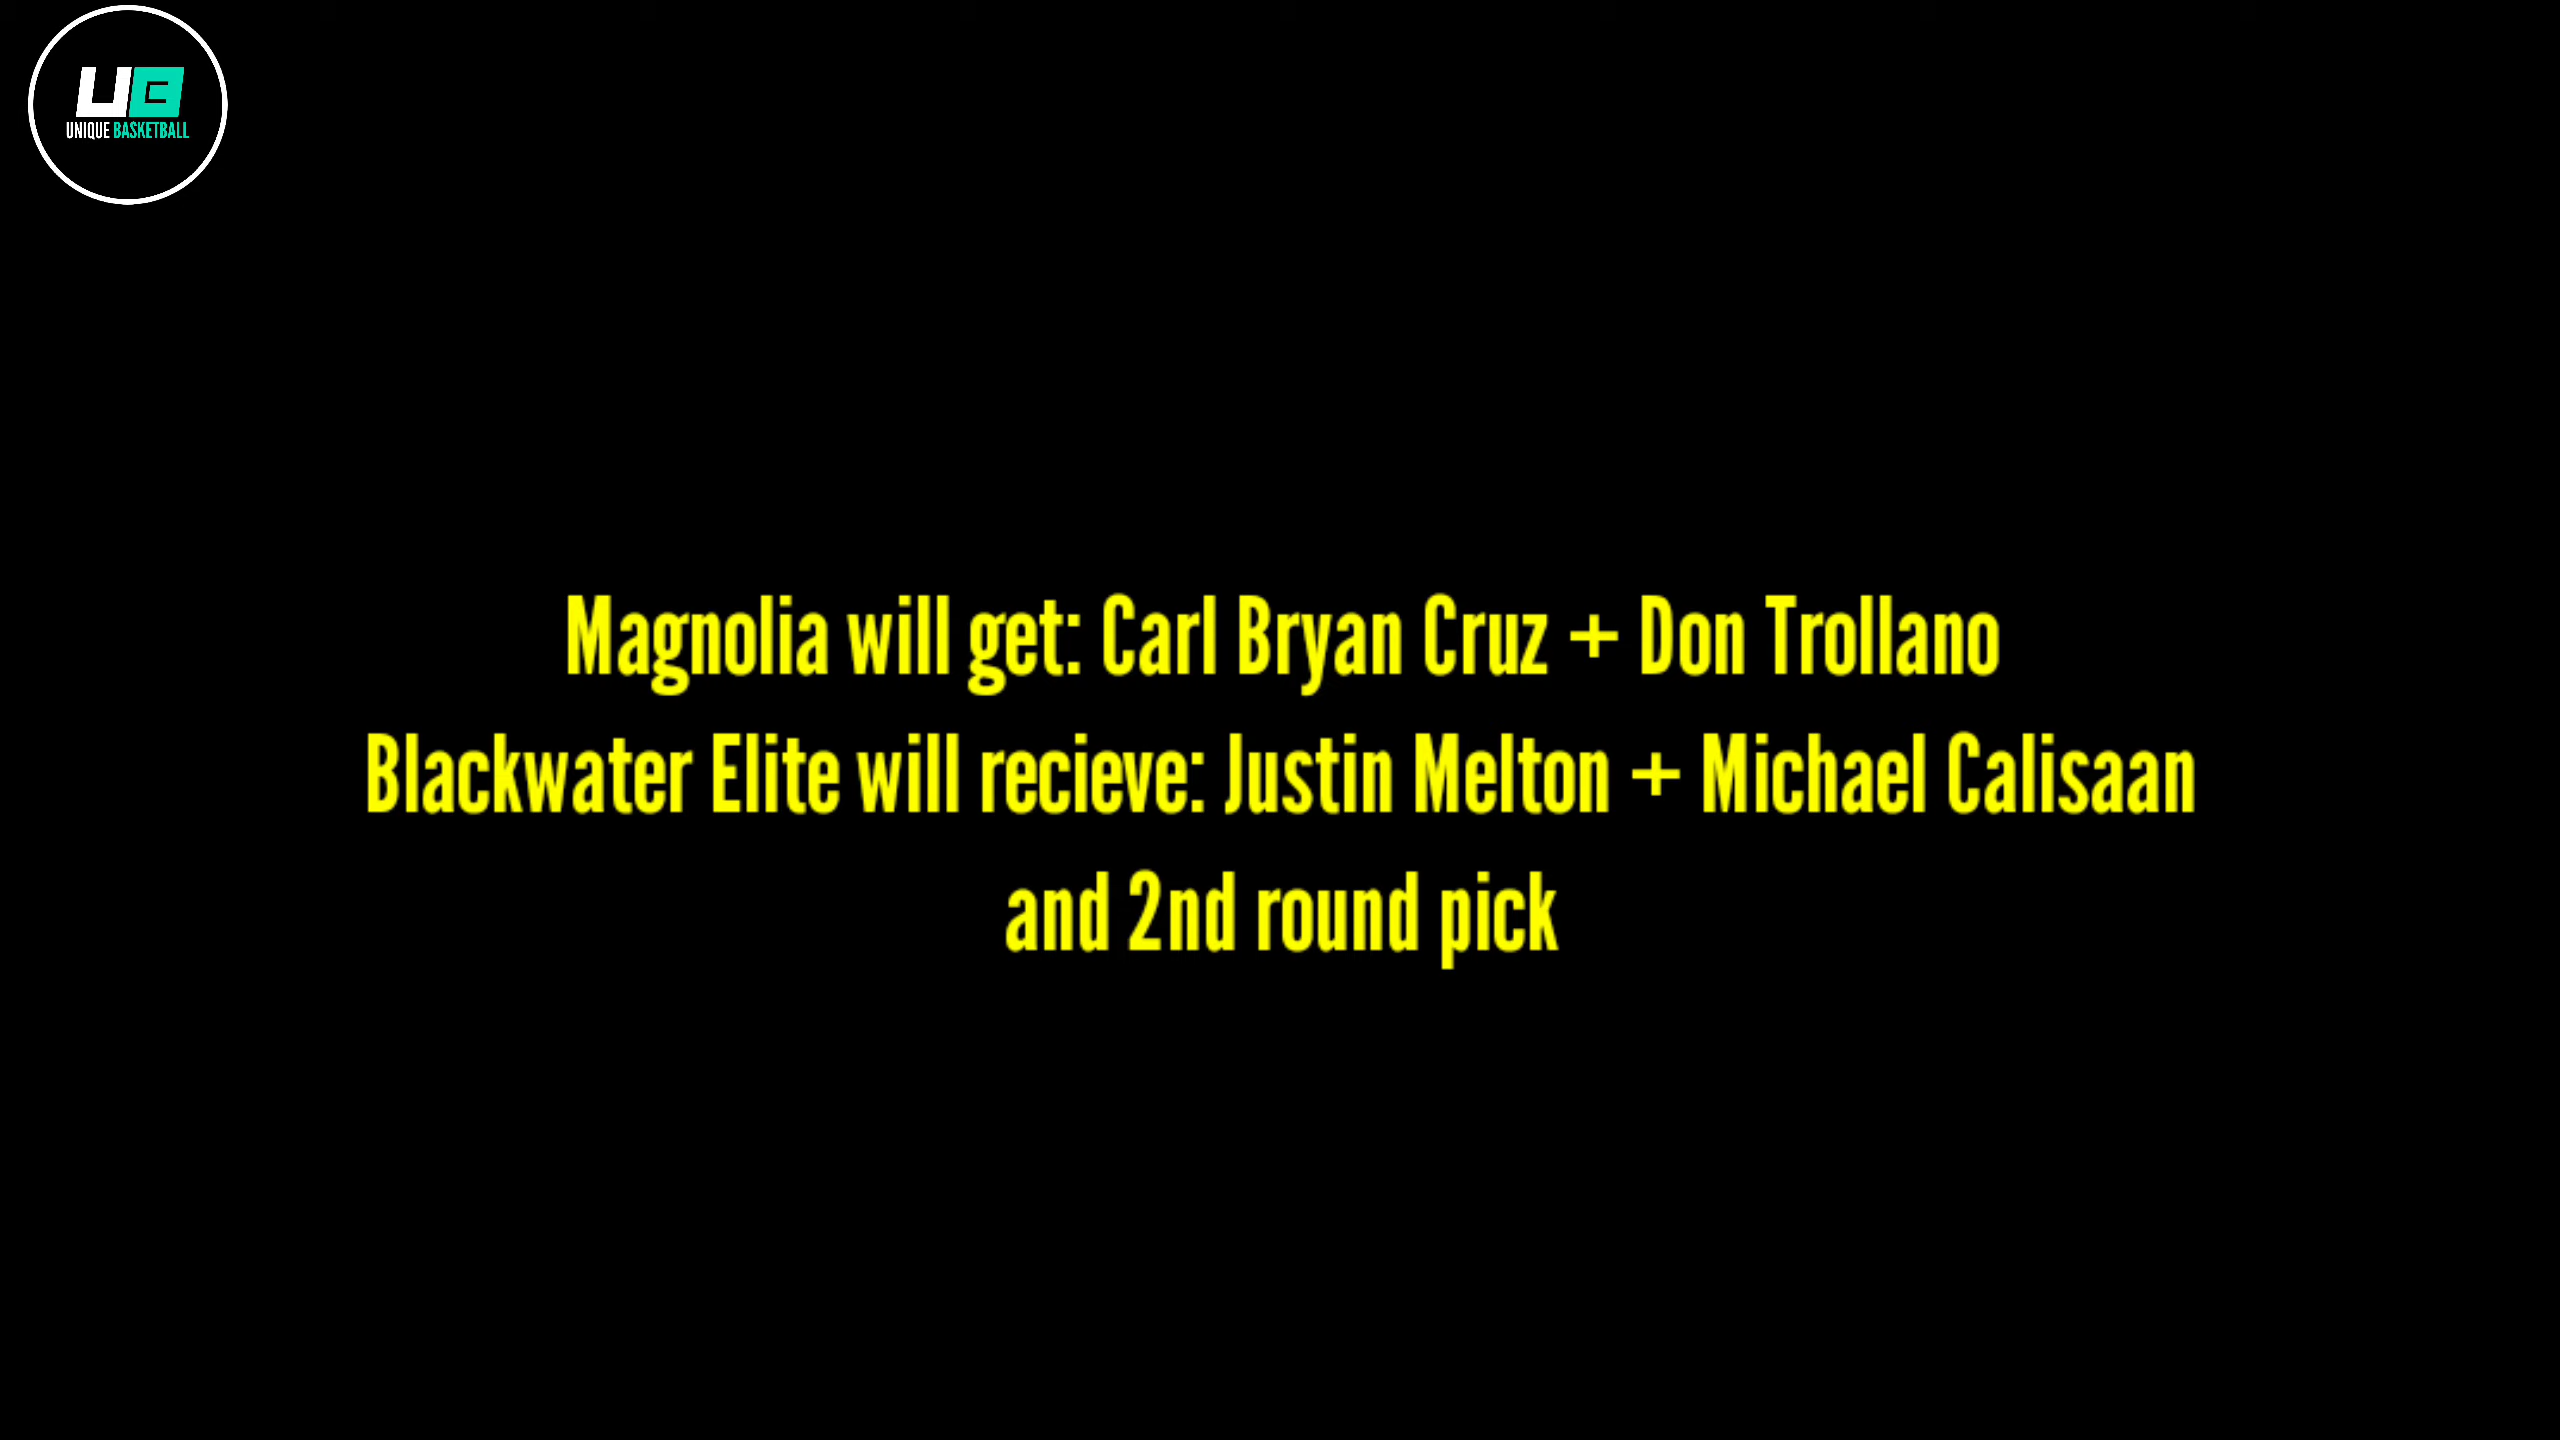 UB
UNIQUE BASKETBALL
Magnolia will get: Carl Bryan Cruz + Don Trollano
Blackwater Elite will recieve: Justin Melton + Michael Calisaan
and 2nd round pick